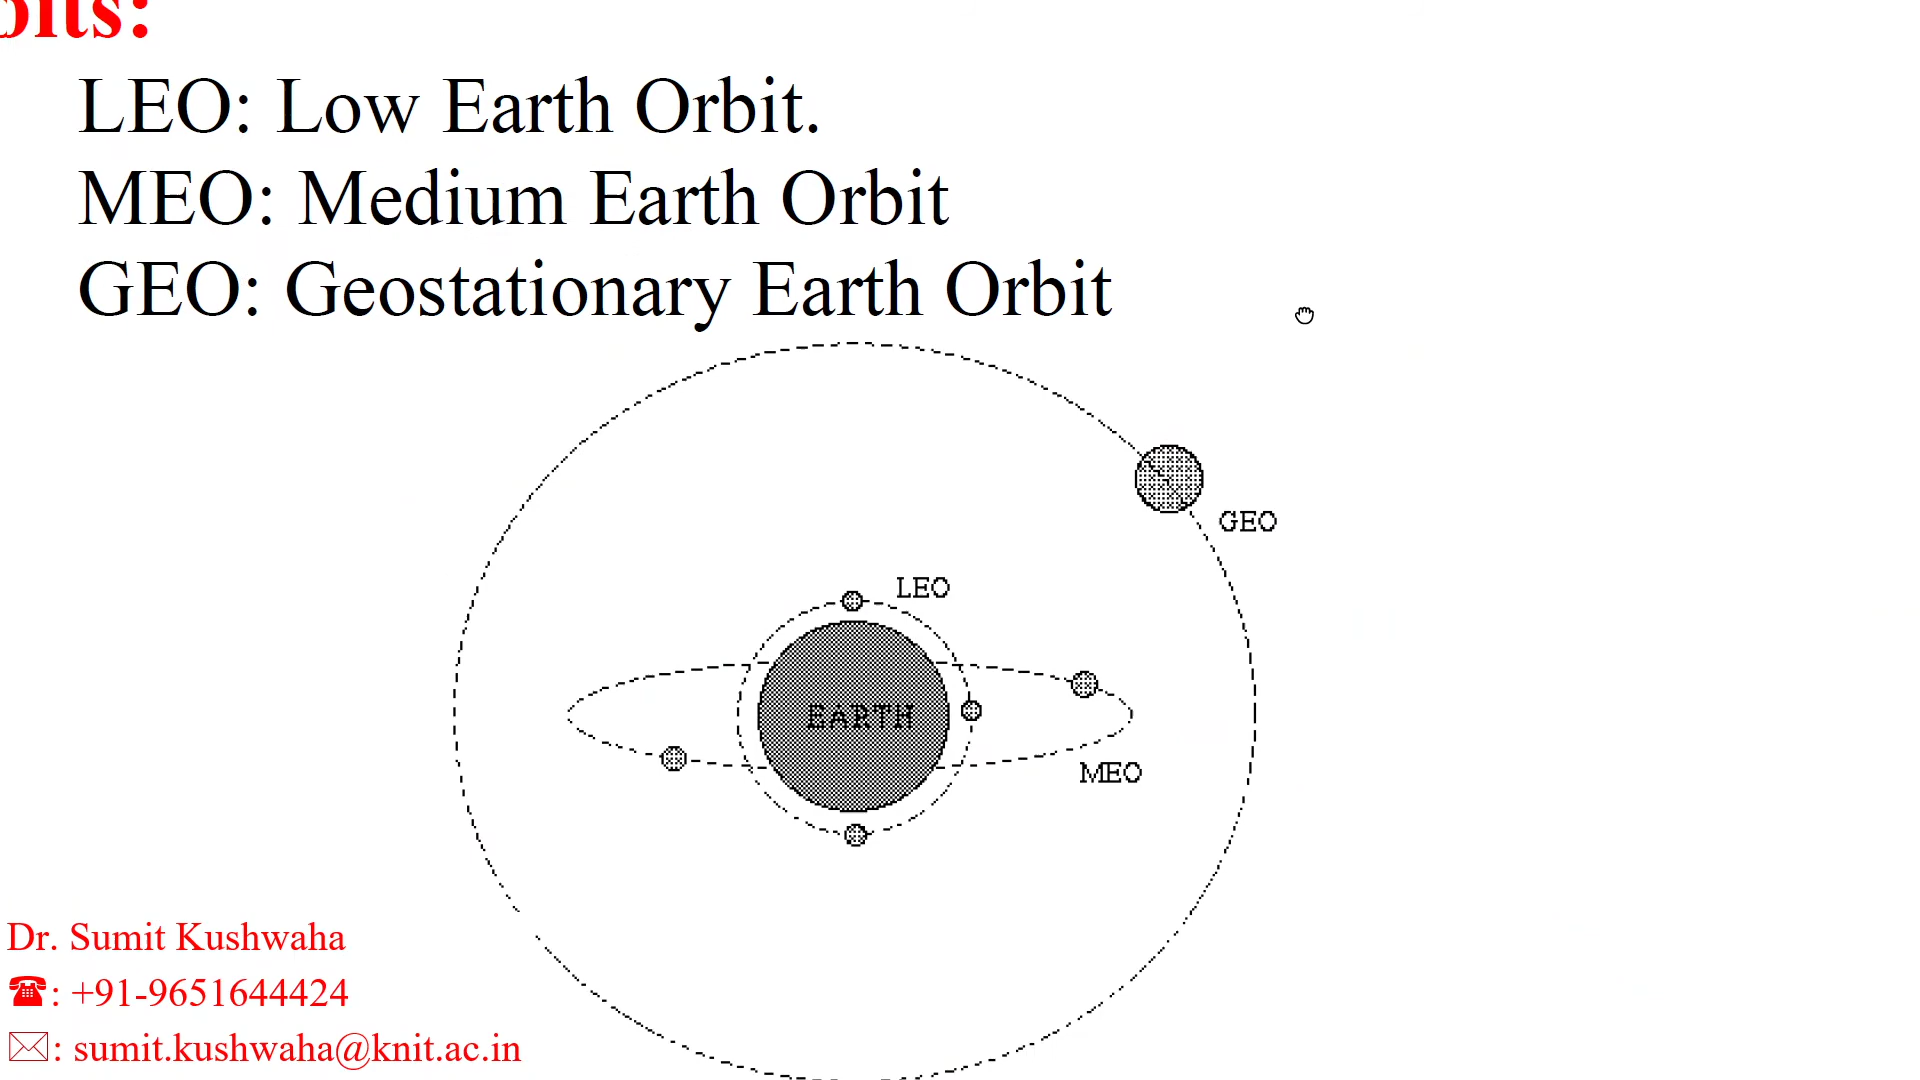 bits:
LEO: Low Earth Orbit.
MEO: Medium Earth Orbit
GEO: Geostationary Earth Orbit
GEO
LEO
EARTH
MEO
Dr. Sumit Kushwaha
☎: +91-9651644424
✉: sumit.kushwaha@knit.ac.in